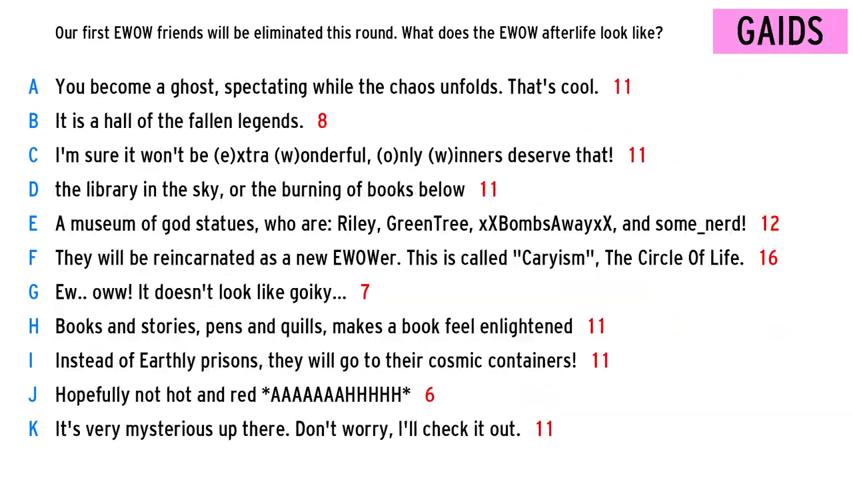 Our first EWOW friends will be eliminated this round. What does the EWOW afterlife look like?
GAIDS
A You become a ghost, spectating while the chaos unfolds. That's cool. 11
B It is a hall of the fallen legends. 8
C I'm sure it won't be (e)xtra (w)onderful, (o)nly (w)inners deserve that! 11
D the library in the sky, or the burning of books below 11
E A museum of god statues, who are: Riley, GreenTree, xXBombsAwayxX, and some_nerd! 12
F They will be reincarnated as a new EWOWer. This is called "Caryism", The Circle Of Life. 16
G Ew.. oww! It doesn't look like goiky... 7
H Books and stories, pens and quills, makes a book feel enlightened 11
I Instead of Earthly prisons, they will go to their cosmic containers! 11
J Hopefully not hot and red *AAAAAAAHHHHH* 6
K It's very mysterious up there. Don't worry, I'll check it out. 11